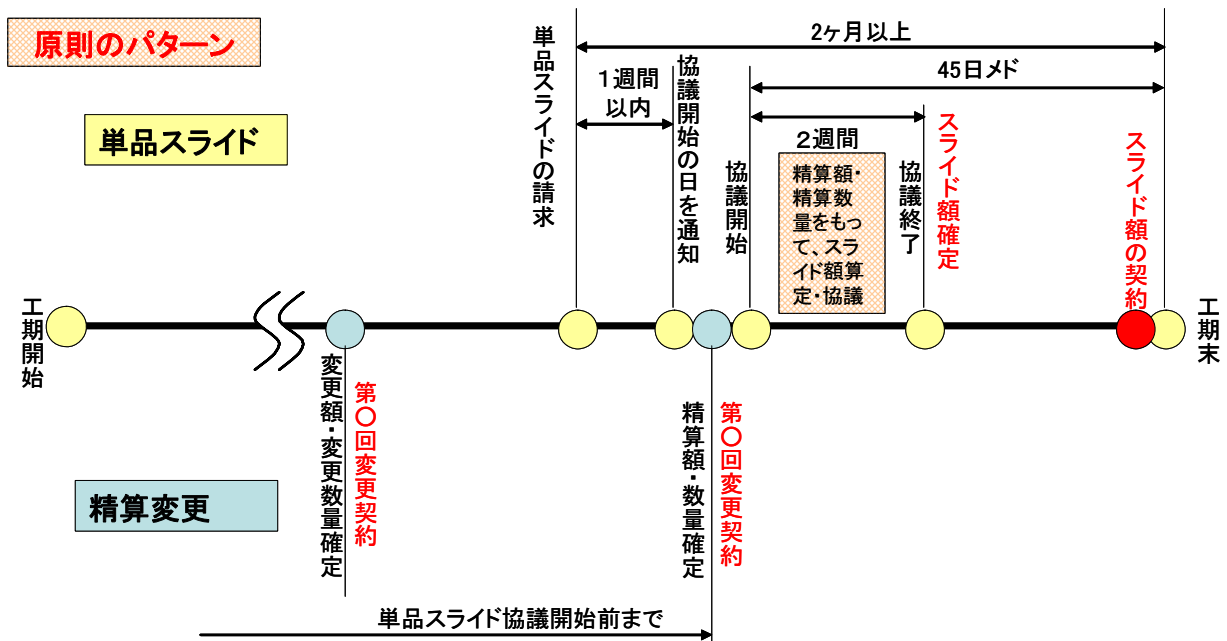 原則のパターン
単品スライド
単品スライドの請求
2ヶ月以上
1週間
以内
協議開始の日を通知
45日メド
協議開始
2週間
精算額・
精算数
量をもっ
て、スラ
イド額算
定・協議
協議終了
スライド額確定
スライド額の契約
工期開始
工期末
変更額・変更数量確定
第〇回変更契約
精算額・数量確定
第〇回変更契約
精算変更
単品スライド協議開始前まで